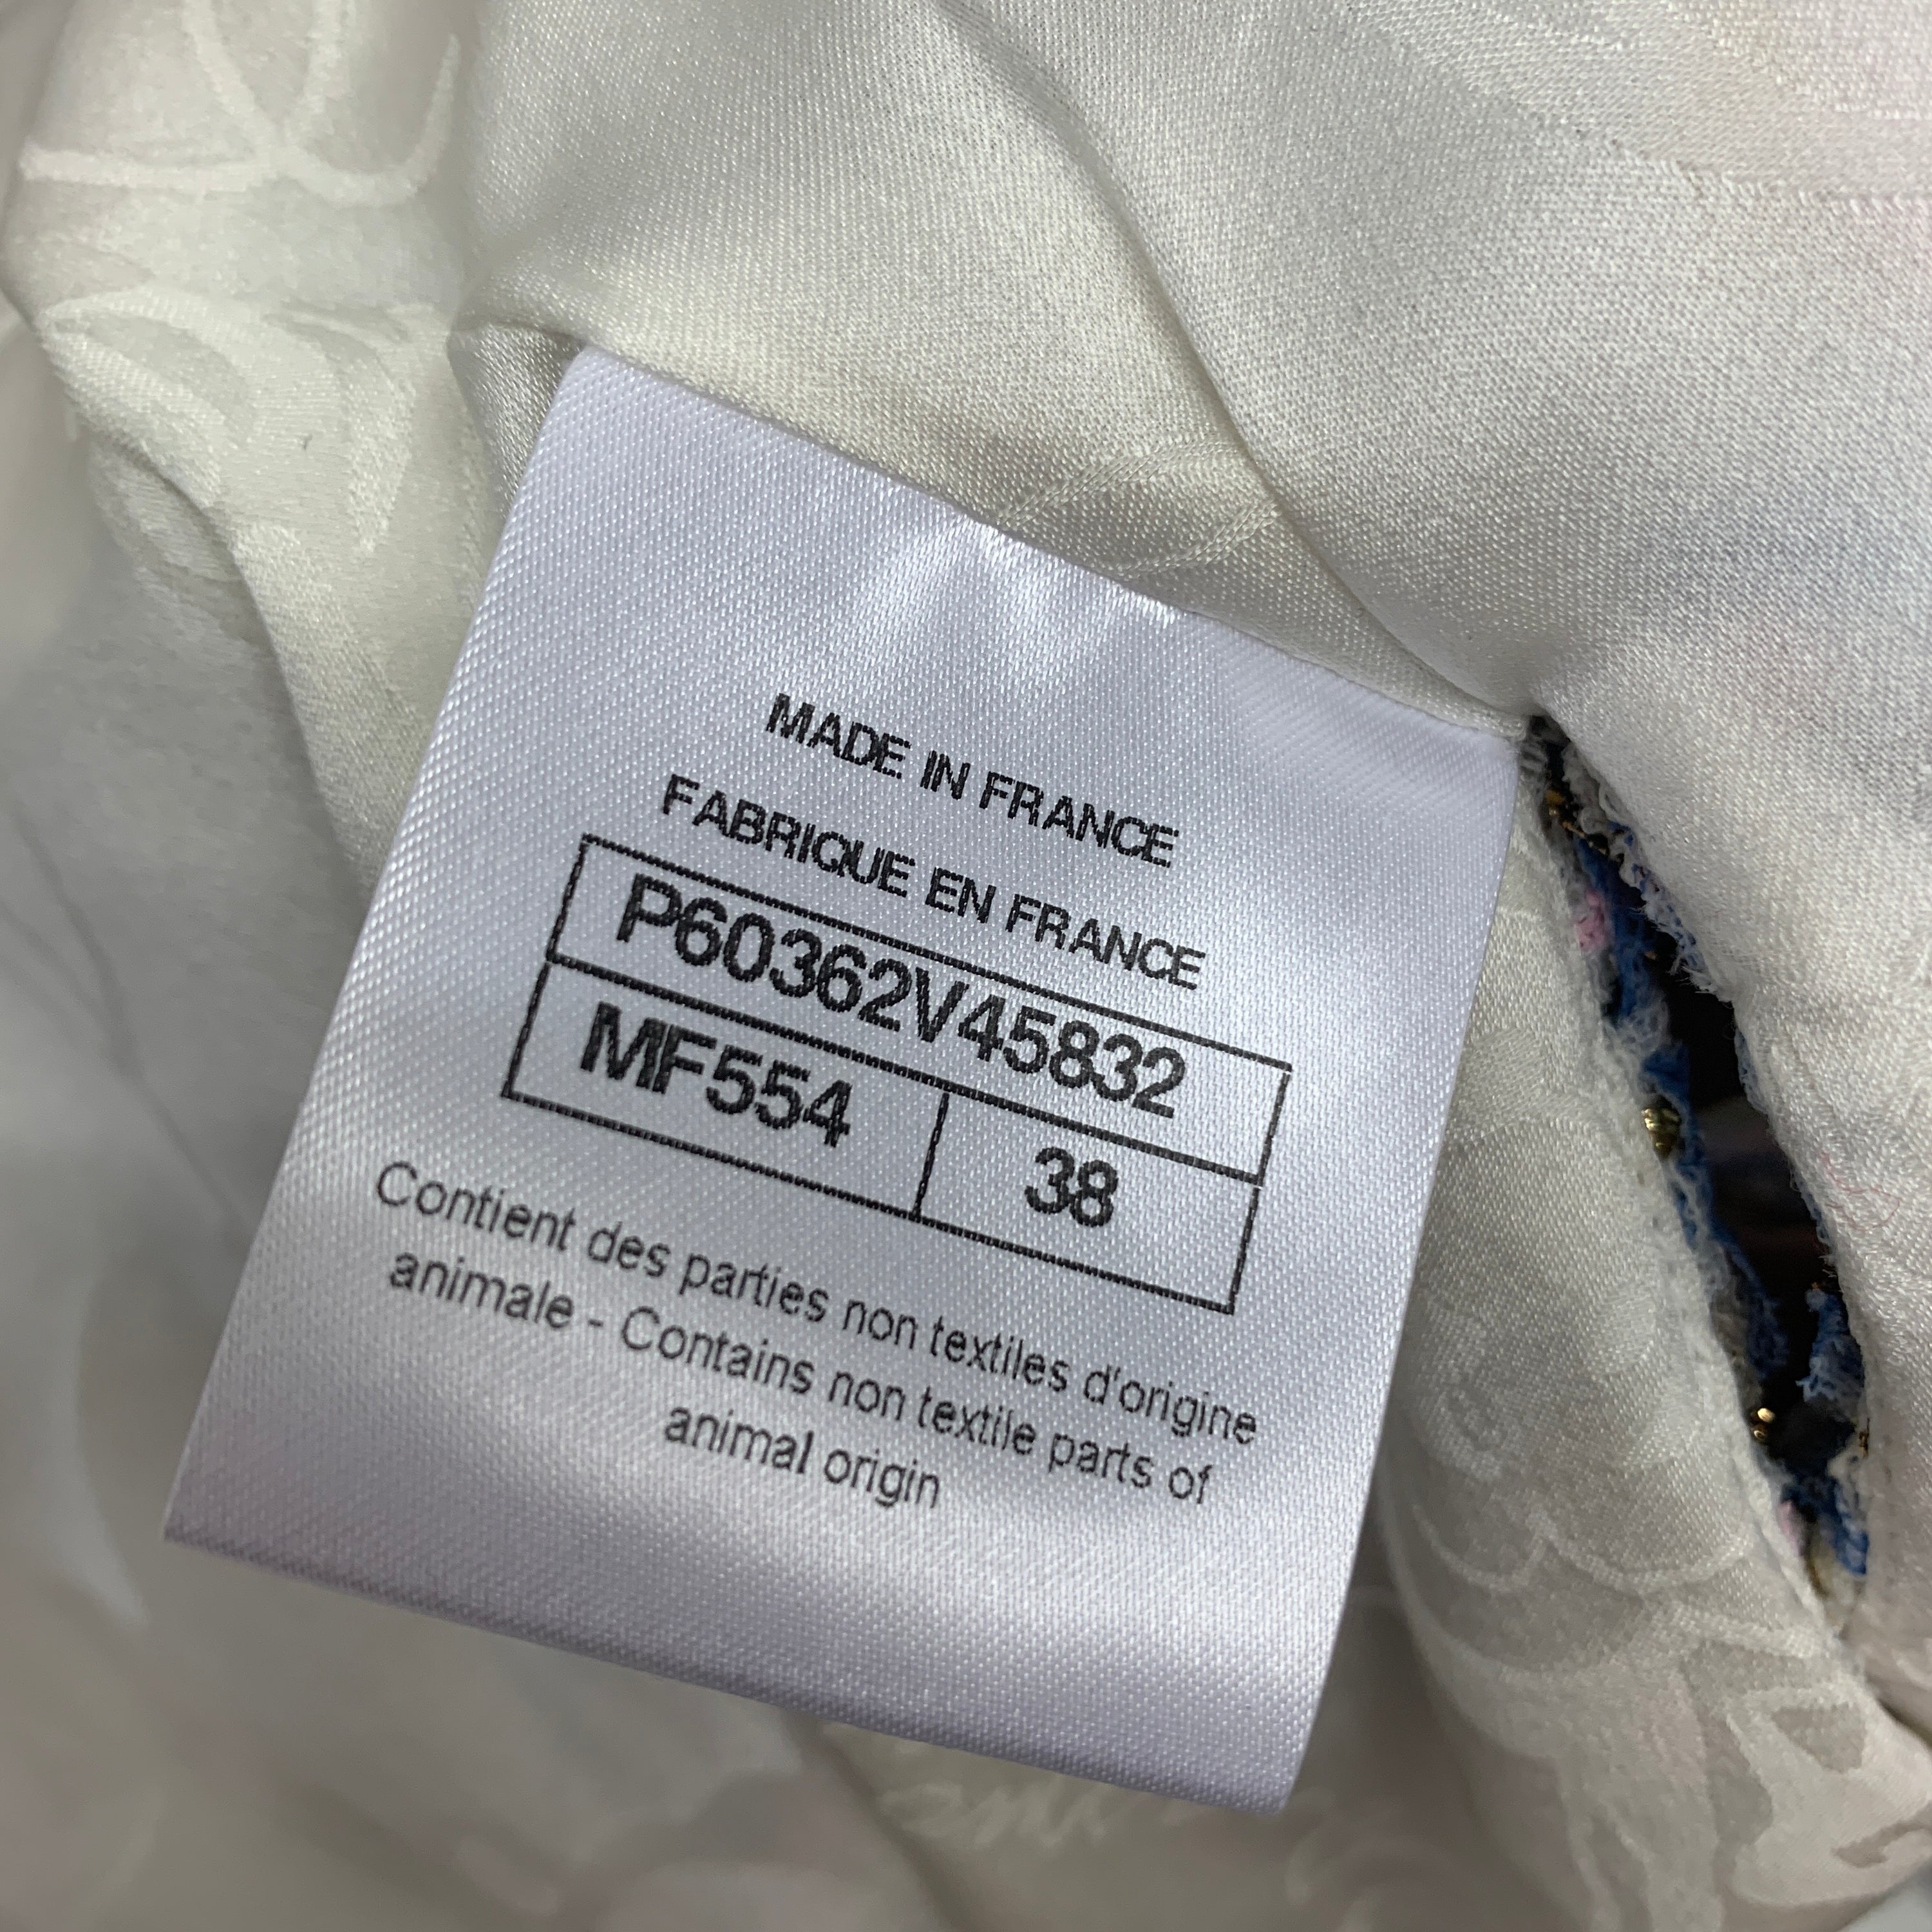 MADE IN FRANCE
FABRIQUE EN FRANCE
P60362V45832
MF554 38
Contient des parties non textiles d'origine
animale - Contains non textile parts of
animal origin